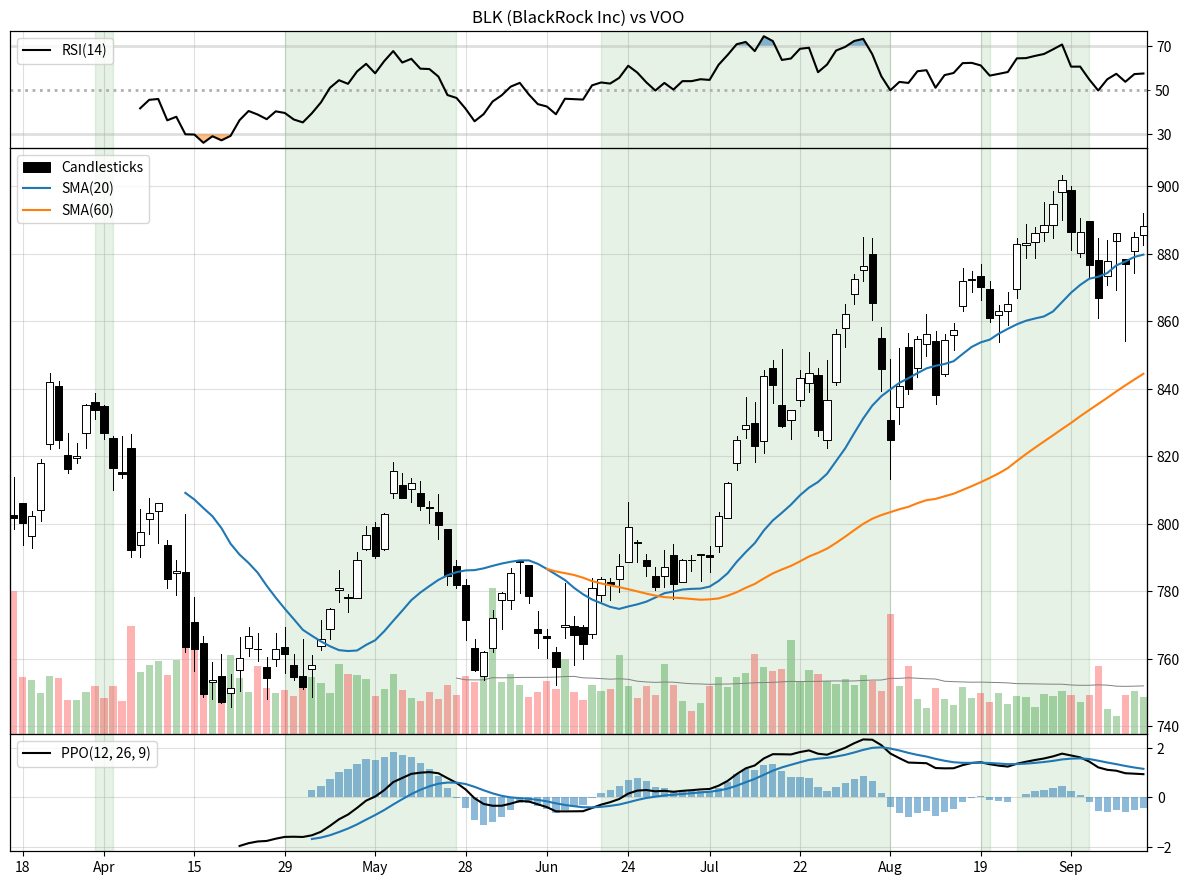 BLK (BlackRock Inc) vs VOO
RSI(14)
70
50
30
Candlesticks
SMA(20)
SMA(60)
900
880
860
840
820
800
780
760
740
PPO(12, 26, 9)
2
0
−2
18 Apr 15 29 May 28 Jun 24 Jul 22 Aug 19 Sep